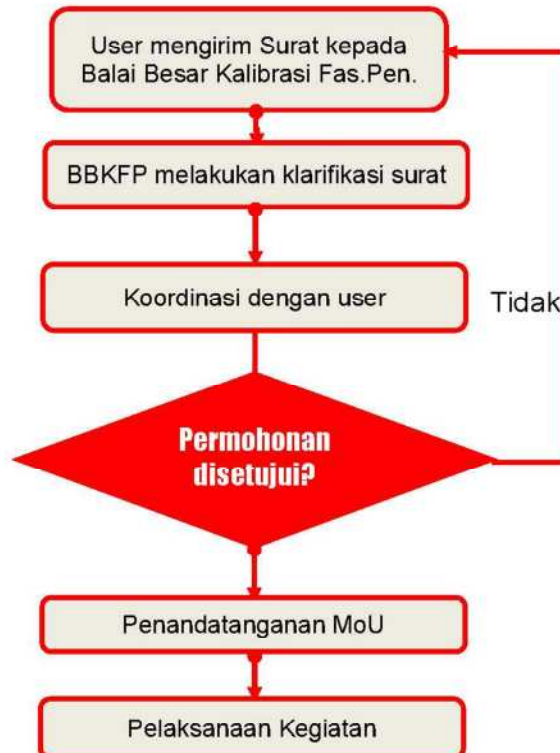 User mengirim Surat kepada
Balai Besar Kalibrasi Fas.Pen.
BBKFP melakukan klarifikasi surat
Koordinasi dengan user
Tidak
Permohonan
disetujui?
Penandatanganan MoU
Pelaksanaan Kegiatan